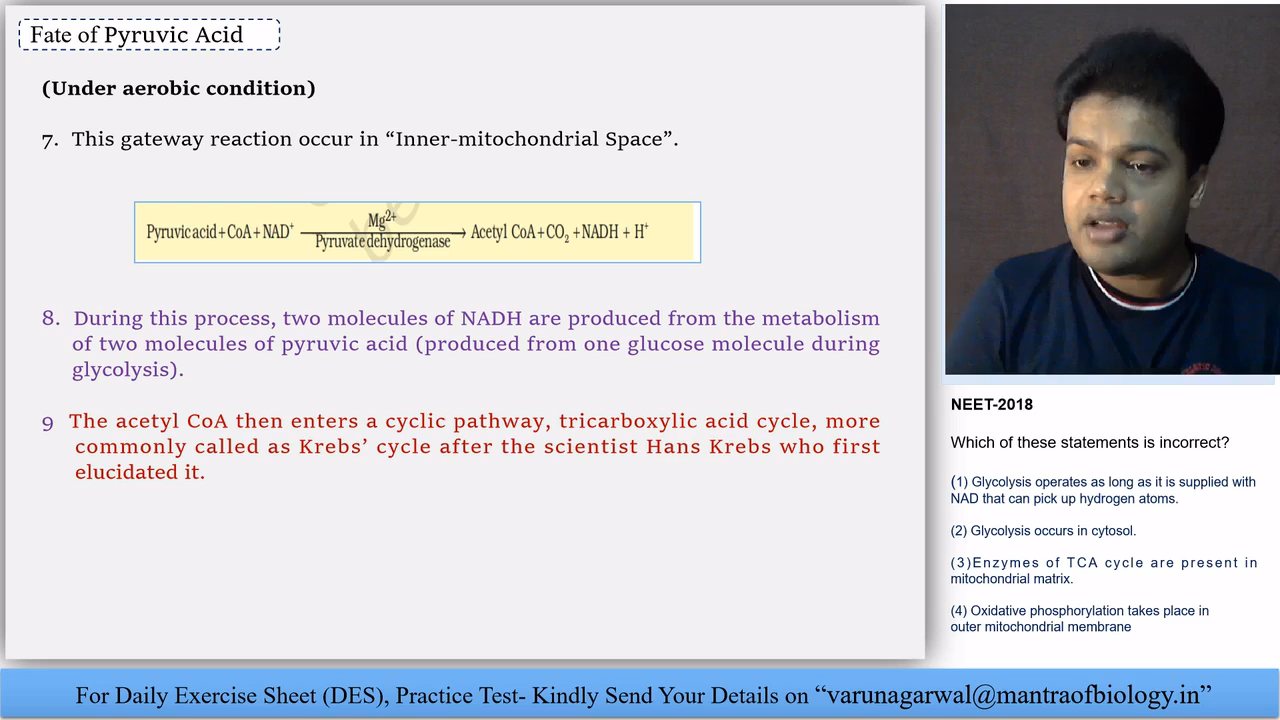 Fate of Pyruvic Acid
(Under aerobic condition)
7. This gateway reaction occur in “Inner-mitochondrial Space”.
Pyruvic acid + CoA + NAD⁺ Mg²⁺ Pyruvate dehydrogenase → Acetyl CoA + CO₂ + NADH + H⁺
8. During this process, two molecules of NADH are produced from the metabolism
of two molecules of pyruvic acid (produced from one glucose molecule during
glycolysis).
9 The acetyl CoA then enters a cyclic pathway, tricarboxylic acid cycle, more
commonly called as Krebs’ cycle after the scientist Hans Krebs who first
elucidated it.
NEET-2018
Which of these statements is incorrect?
(1) Glycolysis operates as long as it is supplied with
NAD that can pick up hydrogen atoms.
(2) Glycolysis occurs in cytosol.
(3)Enzymes of TCA cycle are present in
mitochondrial matrix.
(4) Oxidative phosphorylation takes place in
outer mitochondrial membrane
For Daily Exercise Sheet (DES), Practice Test- Kindly Send Your Details on “varunagarwal@mantraofbiology.in”